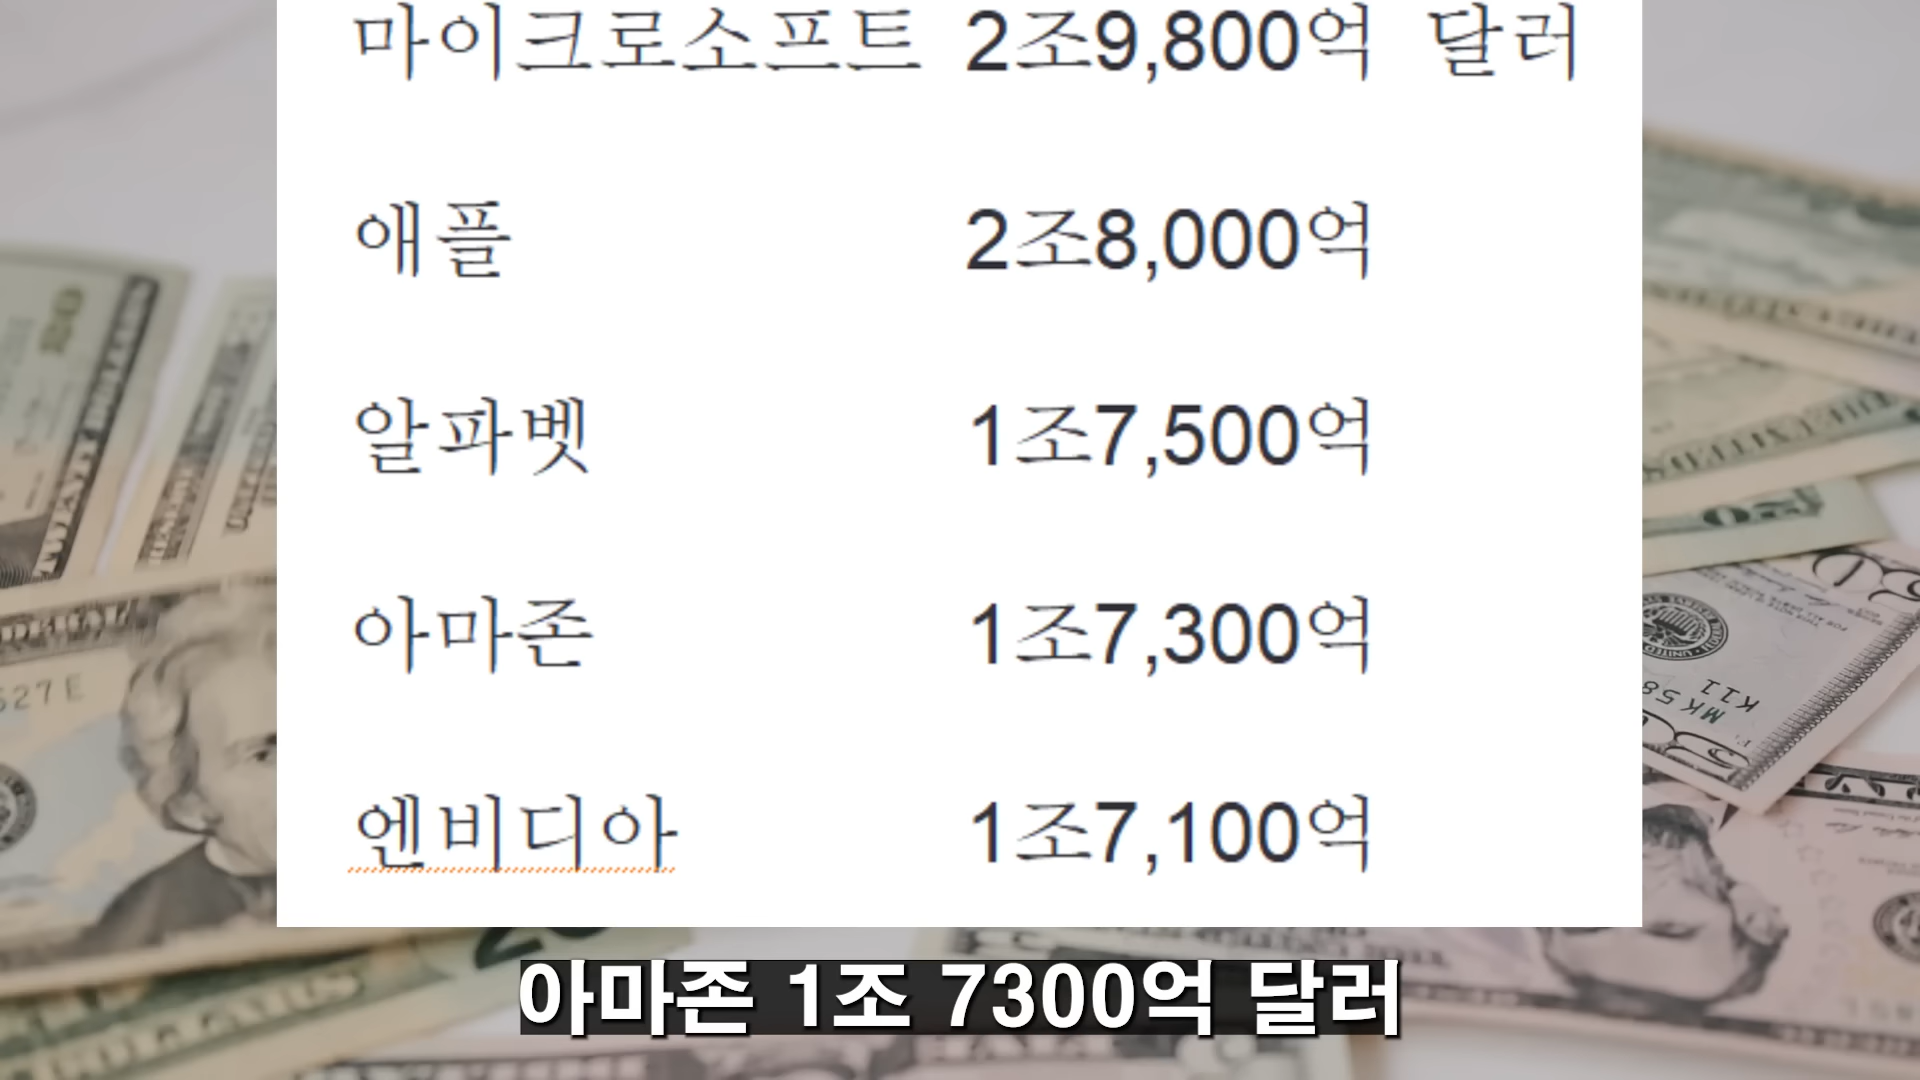 마이크로소프트 2조9,800억 달러
애플 2조8,000억
알파벳 1조7,500억
아마존 1조7,300억
엔비디아 1조7,100억
아마존 1조 7300억 달러